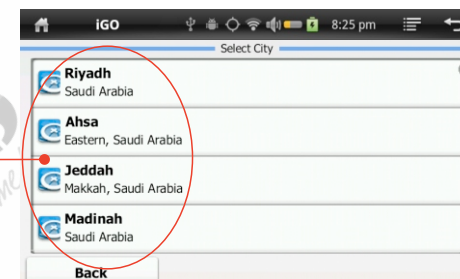 iGO
8:25 pm
Select City
Riyadh
Saudi Arabia
Ahsa
Eastern, Saudi Arabia
Jeddah
Makkah, Saudi Arabia
Madinah
Saudi Arabia
Back